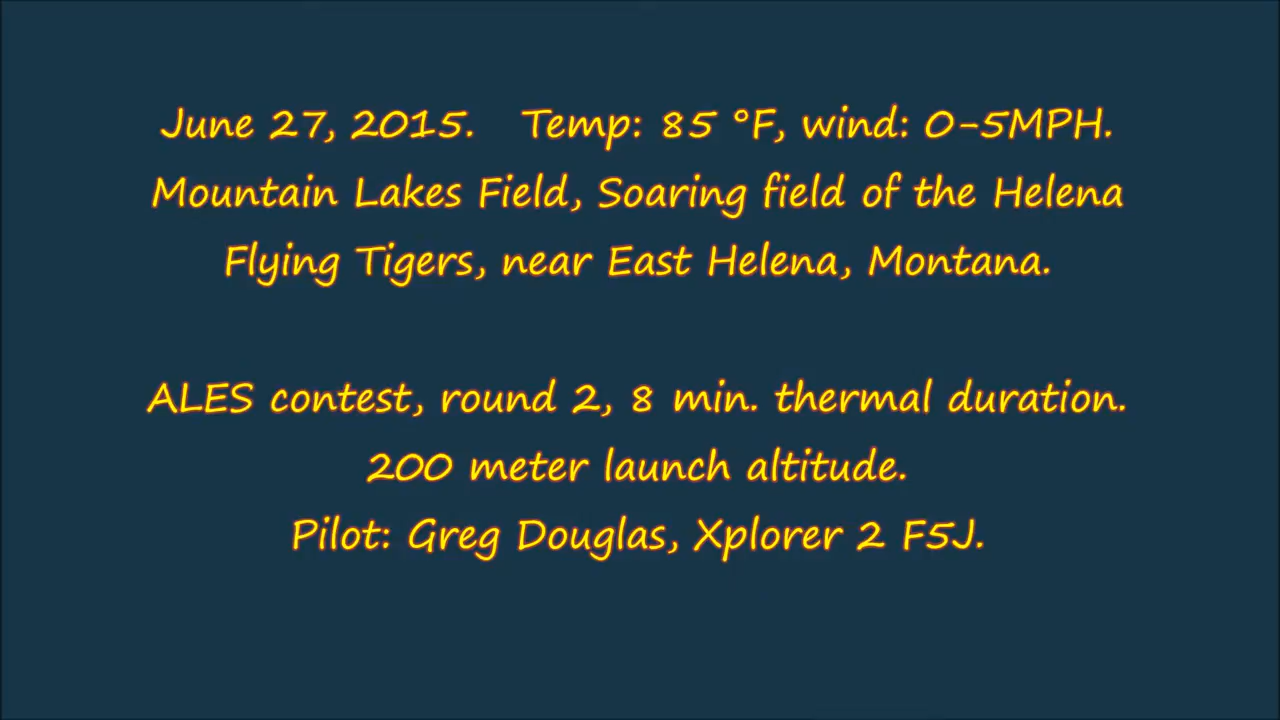 June 27, 2015.   Temp: 85 °F, wind: 0-5MPH.
Mountain Lakes Field, Soaring field of the Helena
Flying Tigers, near East Helena, Montana.
ALES contest, round 2, 8 min. thermal duration.
200 meter launch altitude.
Pilot: Greg Douglas, Xplorer 2 F5J.